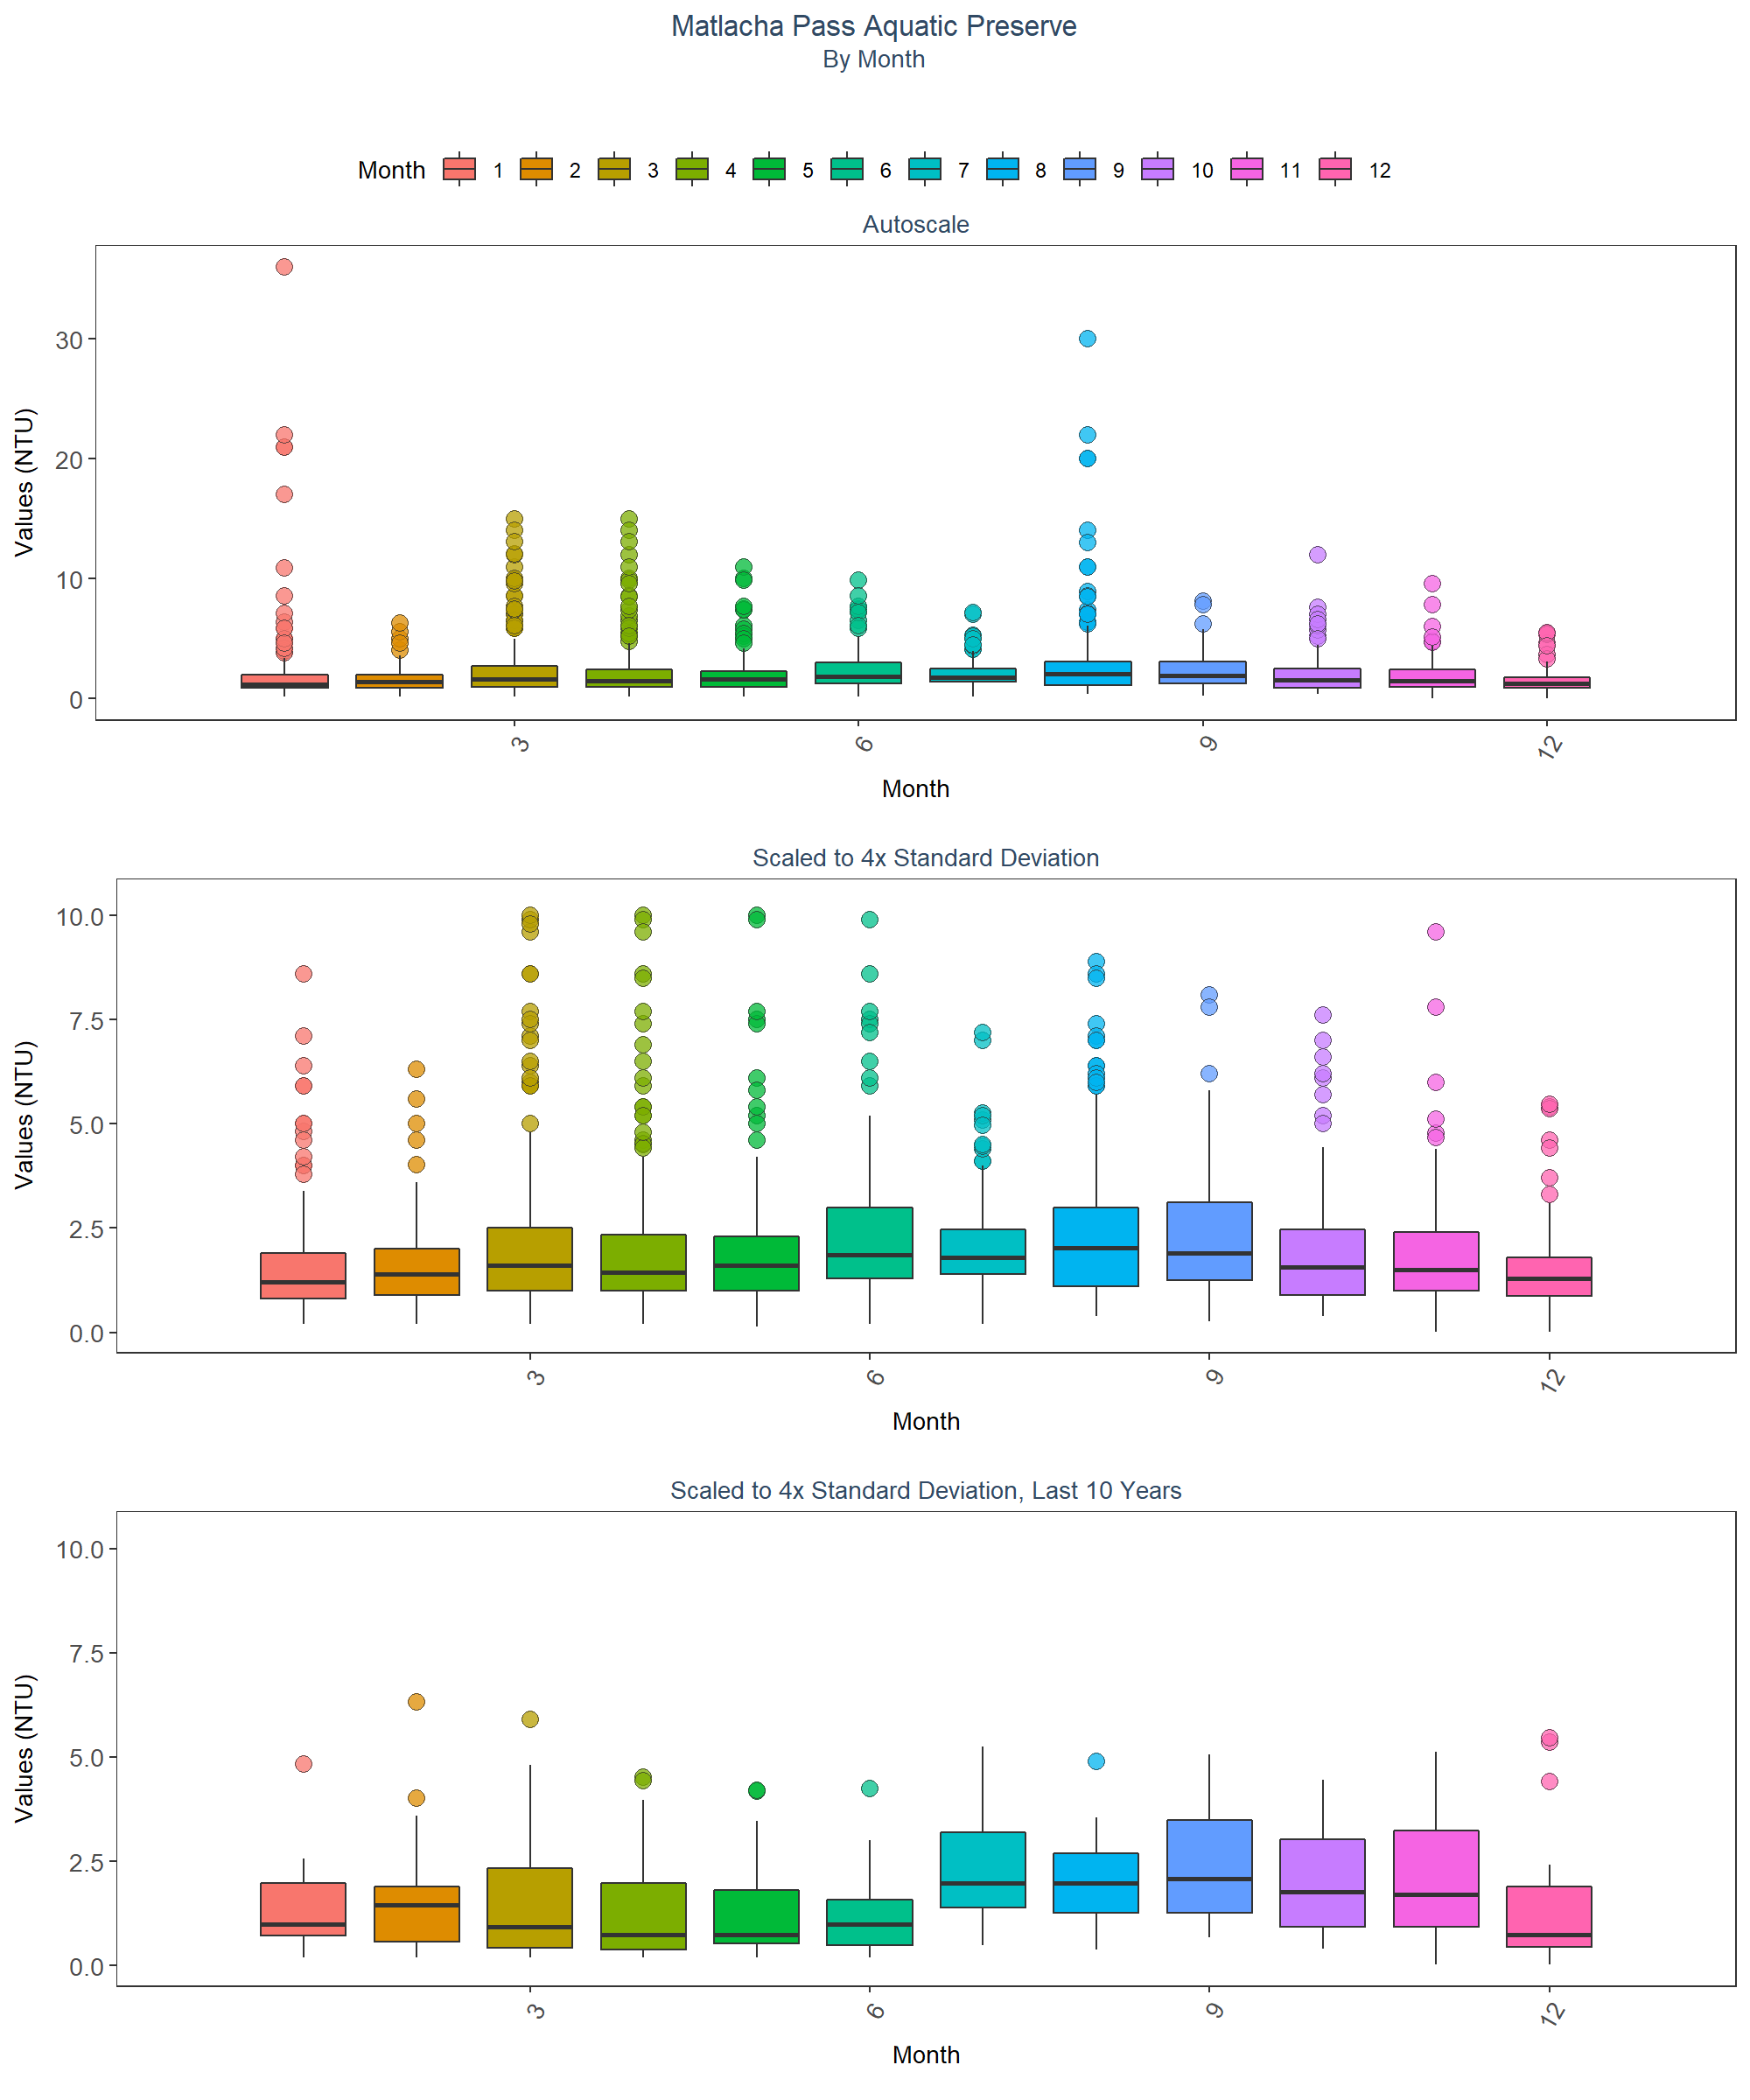 Matlacha Pass Aquatic Preserve
By Month
Month 1 2 3 4 5 6 7 8 9 10 11 12
Autoscale
Values (NTU)
30
20
10
0
3 6 9 12
Month
Scaled to 4x Standard Deviation
Values (NTU)
10.0
7.5
5.0
2.5
0.0
3 6 9 12
Month
Scaled to 4x Standard Deviation, Last 10 Years
Values (NTU)
10.0
7.5
5.0
2.5
0.0
3 6 9 12
Month